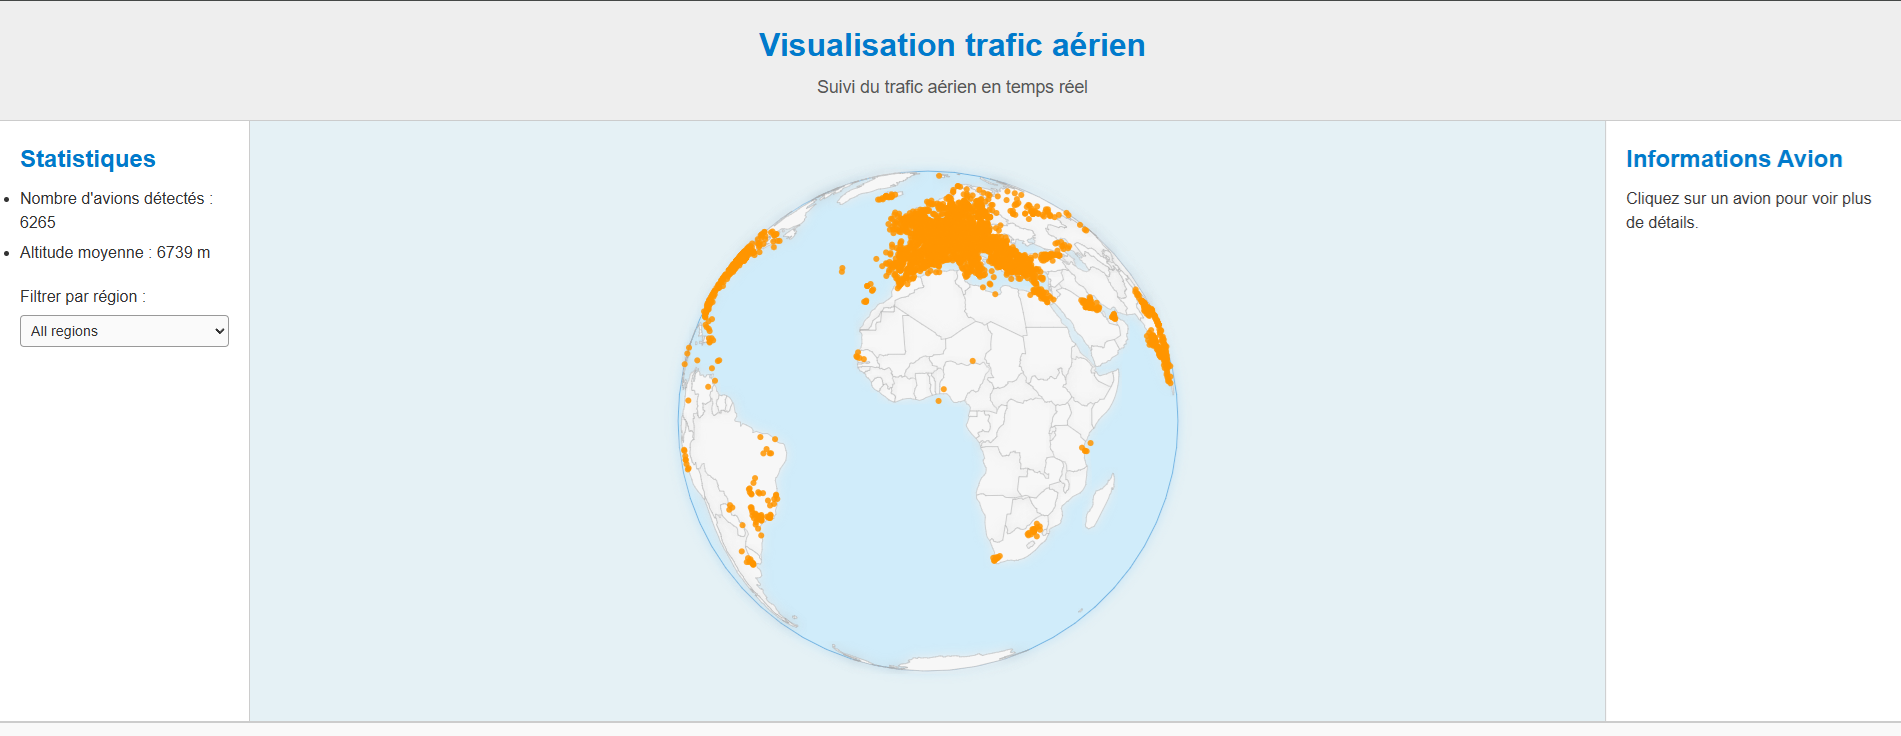 Visualisation trafic aérien
Suivi du trafic aérien en temps réel
Statistiques
Nombre d'avions détectés :
6265
Altitude moyenne : 6739 m
Filtrer par région :
All regions
Informations Avion
Cliquez sur un avion pour voir plus
de détails.